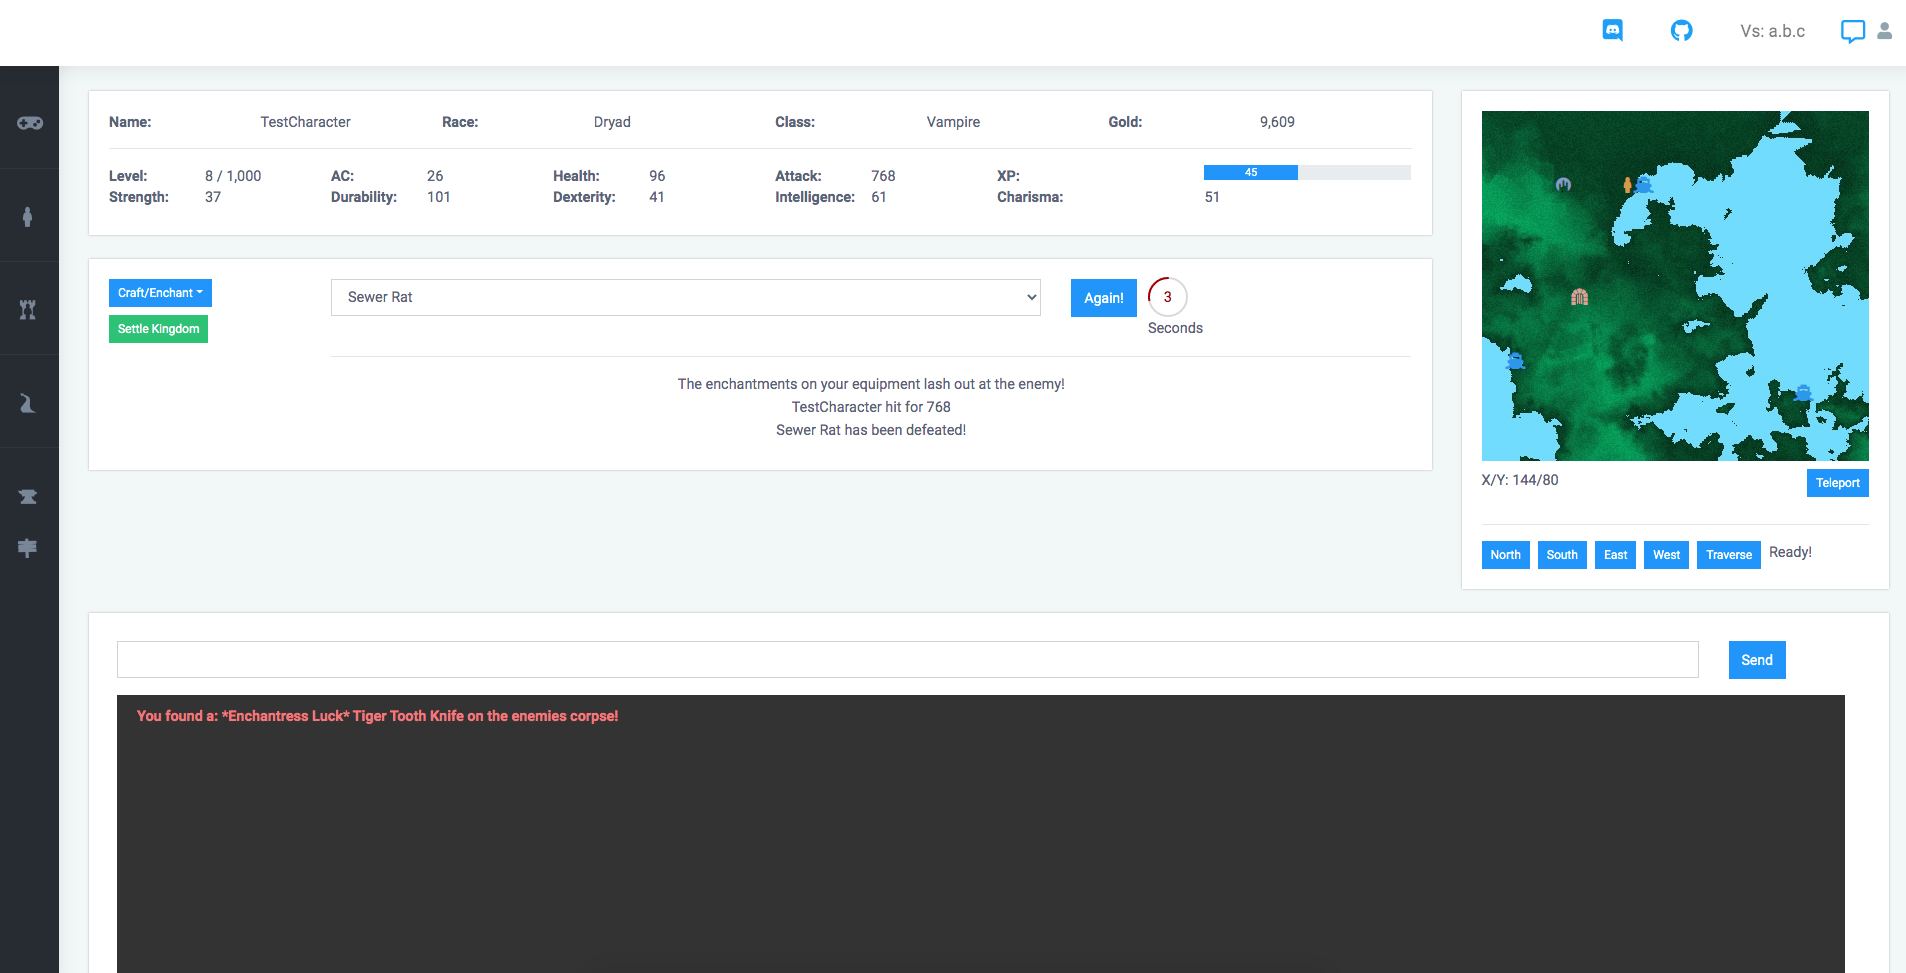 Vs: a.b.c
Name: TestCharacter Race: Dryad Class: Vampire Gold: 9,609
Level: 8 / 1,000 AC: 26 Health: 96 Attack: 768 XP: 45
Strength: 37 Durability: 101 Dexterity: 41 Intelligence: 61 Charisma: 51
Craft/Enchant
Settle Kingdom
Sewer Rat
Again!
3
Seconds
The enchantments on your equipment lash out at the enemy!
TestCharacter hit for 768
Sewer Rat has been defeated!
X/Y: 144/80
Teleport
North South East West Traverse Ready!
Send
You found a: *Enchantress Luck* Tiger Tooth Knife on the enemies corpse!